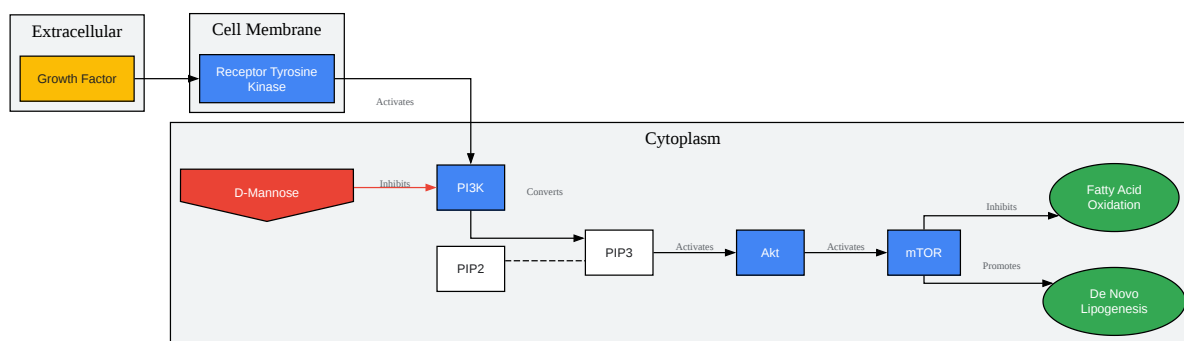 Extracellular
Growth Factor
Cell Membrane
Receptor Tyrosine
Kinase
Activates
Cytoplasm
D-Mannose
Inhibits
PI3K
Converts
PIP2
PIP3
Activates
Akt
Activates
mTOR
Inhibits
Fatty Acid
Oxidation
Promotes
De Novo
Lipogenesis